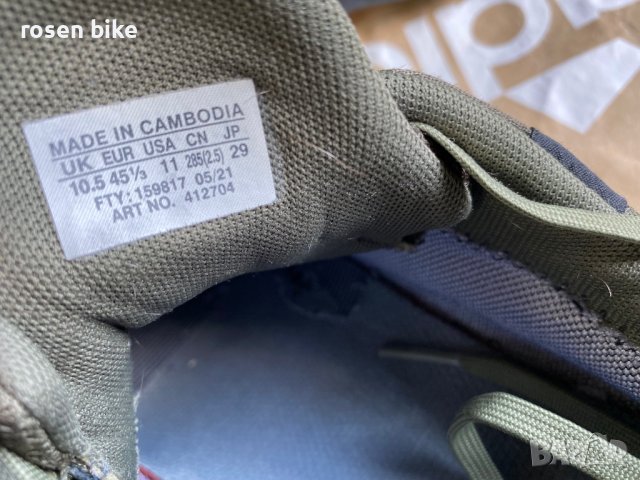 rosen bike
MADE IN CAMBODIA
UK EUR USA CN JP
10.5 45⅓ 11 285(2.5) 29
FTY: 159817 05/21
ART NO. 412704